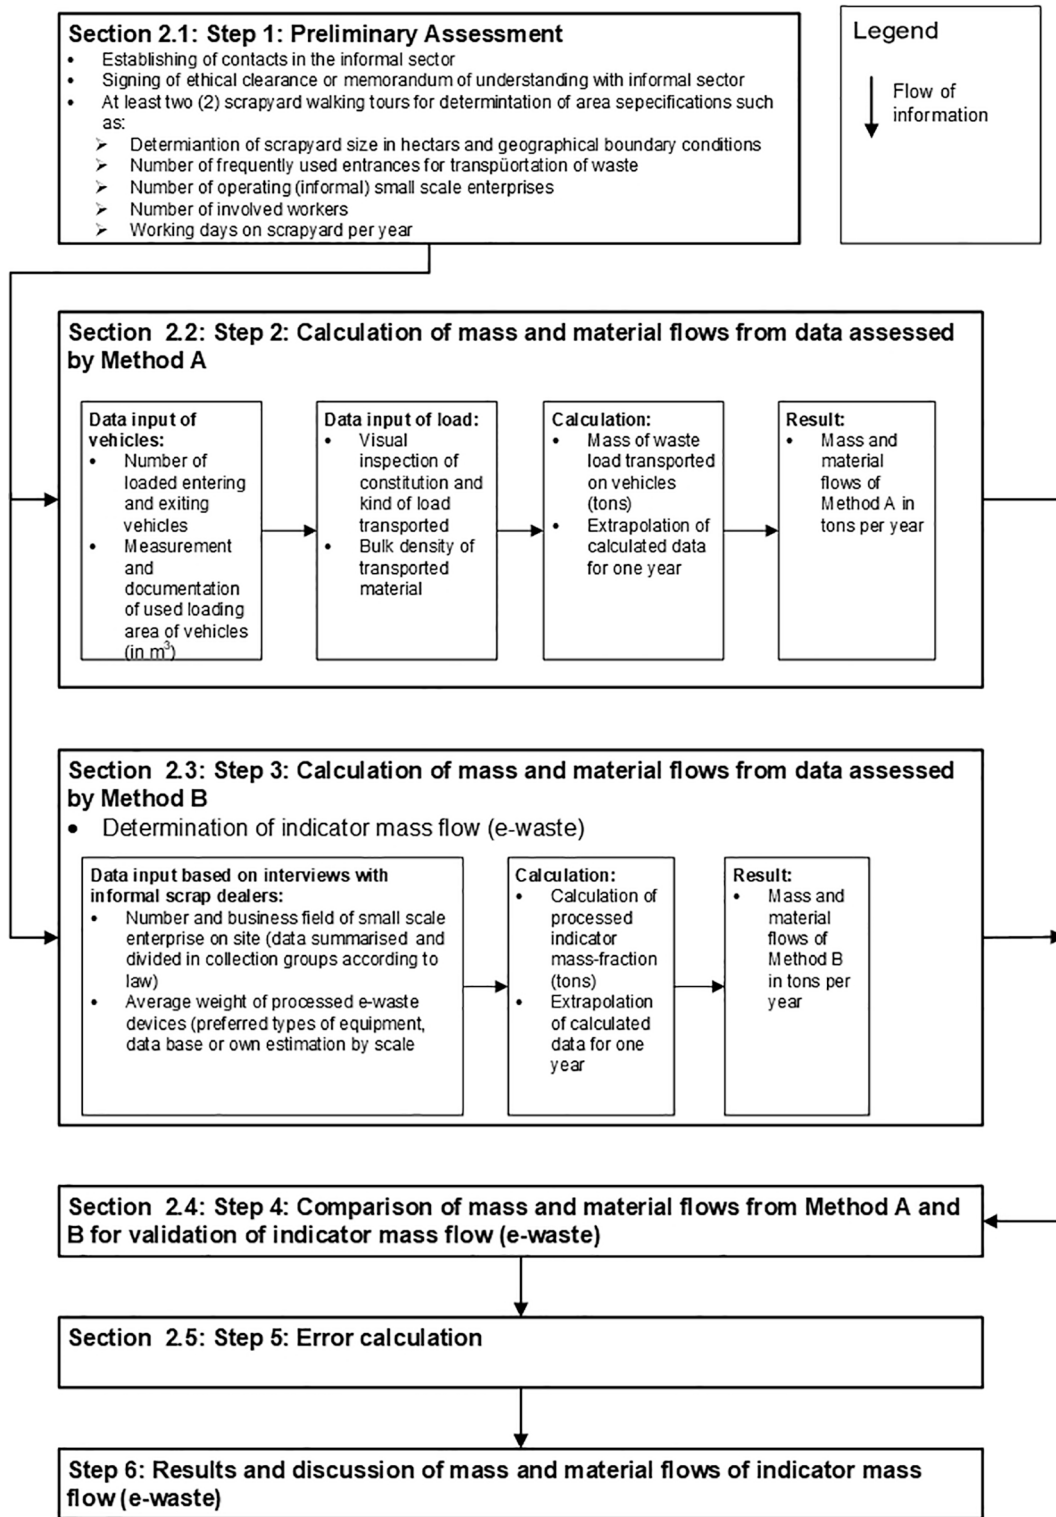 Section 2.1: Step 1: Preliminary Assessment
• Establishing of contacts in the informal sector
• Signing of ethical clearance or memorandum of understanding with informal sector
• At least two (2) scrapyard walking tours for determintation of area sepecifications such
as:
➢ Determiantion of scrapyard size in hectars and geographical boundary conditions
➢ Number of frequently used entrances for transpüortation of waste
➢ Number of operating (informal) small scale enterprises
➢ Number of involved workers
➢ Working days on scrapyard per year
Legend
Flow of
information
Section 2.2: Step 2: Calculation of mass and material flows from data assessed
by Method A
Data input of
vehicles:
• Number of
loaded entering
and exiting
vehicles
• Measurement
and
documentation
of used loading
area of vehicles
(in m³)
Data input of load:
• Visual
inspection of
constitution and
kind of load
transported
• Bulk density of
transported
material
Calculation:
• Mass of waste
load transported
on vehicles
(tons)
• Extrapolation of
calculated data
for one year
Result:
• Mass and
material
flows of
Method A in
tons per year
Section 2.3: Step 3: Calculation of mass and material flows from data assessed
by Method B
• Determination of indicator mass flow (e-waste)
Data input based on interviews with
informal scrap dealers:
• Number and business field of small scale
enterprise on site (data summarised and
divided in collection groups according to
law)
• Average weight of processed e-waste
devices (preferred types of equipment,
data base or own estimation by scale
Calculation:
• Calculation of
processed
indicator
mass-fraction
(tons)
• Extrapolation
of calculated
data for one
year
Result:
• Mass and
material
flows of
Method B
in tons per
year
Section 2.4: Step 4: Comparison of mass and material flows from Method A and
B for validation of indicator mass flow (e-waste)
Section 2.5: Step 5: Error calculation
Step 6: Results and discussion of mass and material flows of indicator mass
flow (e-waste)